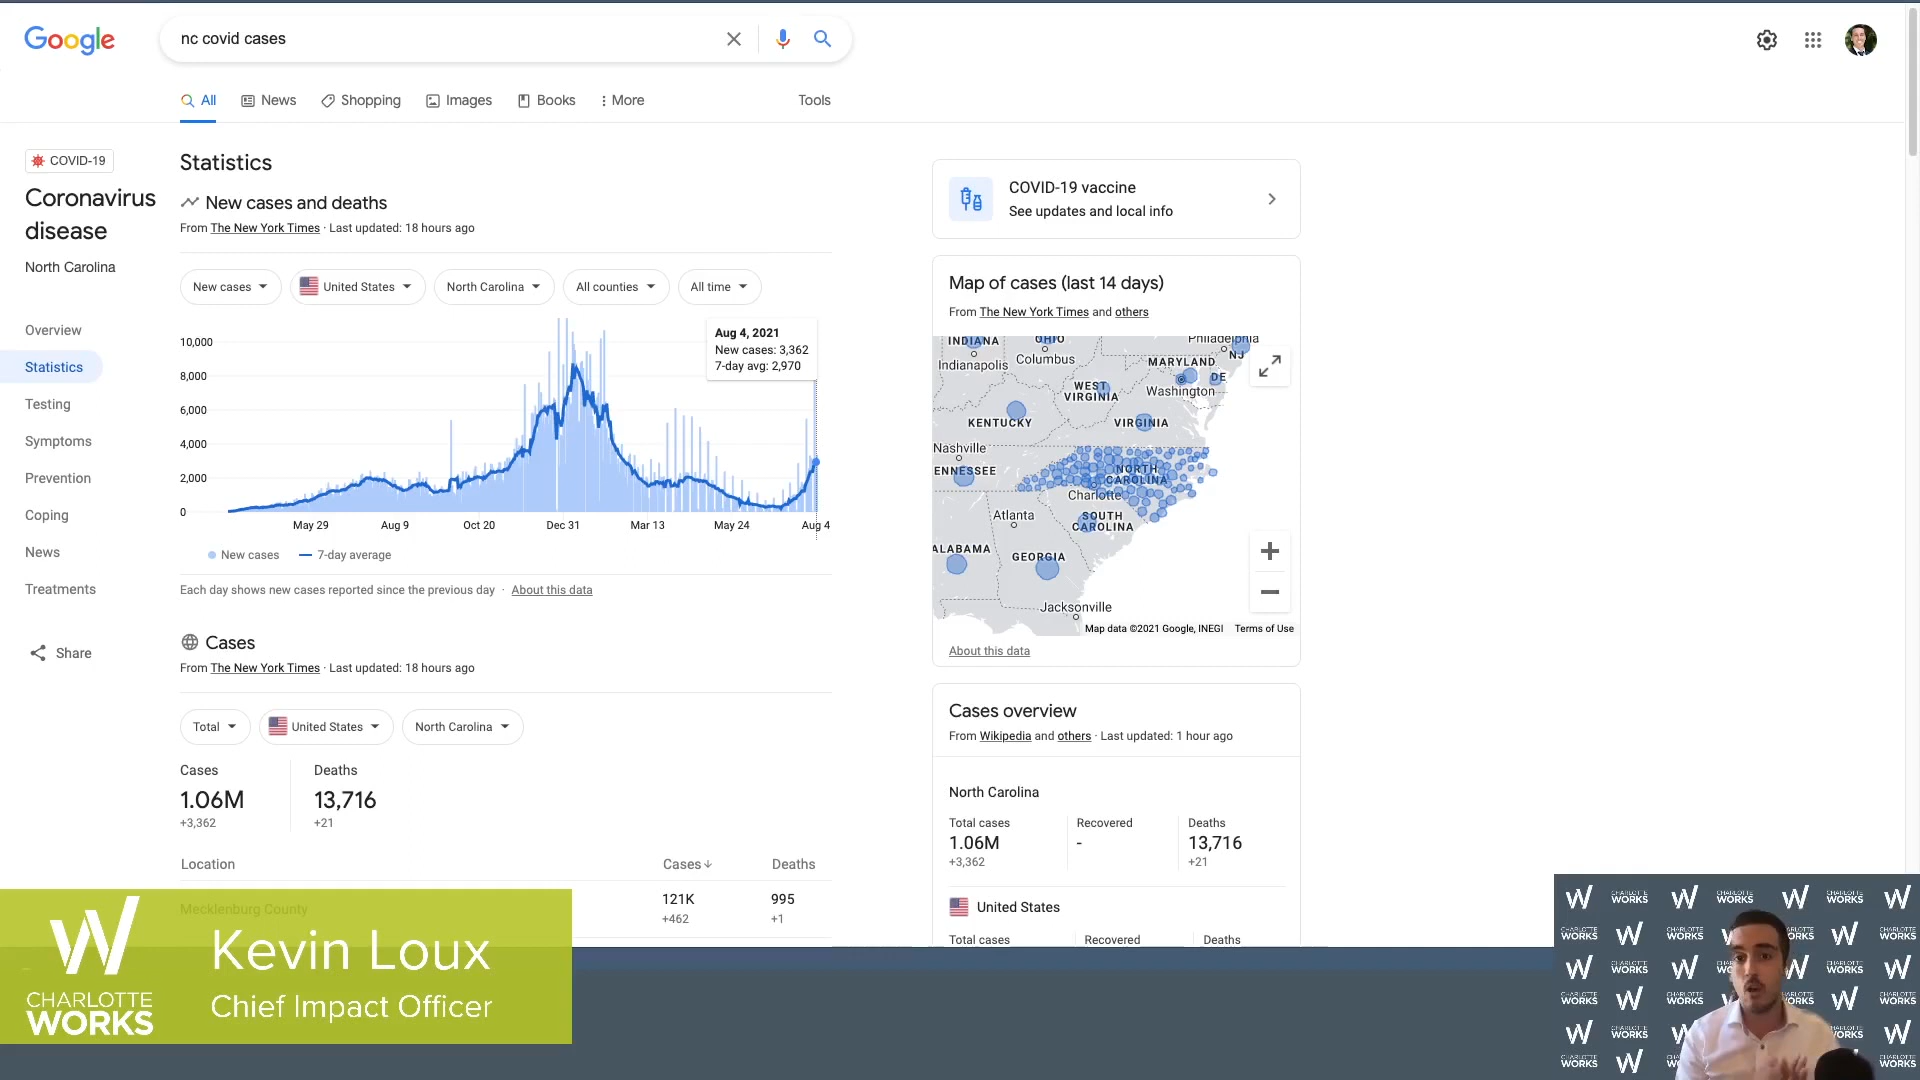 Google
nc covid cases
All
News
Shopping
Images
Books
More
Tools
COVID-19
Coronavirus
disease
North Carolina
Overview
Statistics
Testing
Symptoms
Prevention
Coping
News
Treatments
Share
Statistics
New cases and deaths
From The New York Times · Last updated: 18 hours ago
New cases
United States
North Carolina
All counties
All time
Aug 4, 2021
New cases: 3,362
7-day avg: 2,970
10,000
8,000
6,000
4,000
2,000
0
May 29
Aug 9
Oct 20
Dec 31
Mar 13
May 24
Aug 4
New cases
7-day average
Each day shows new cases reported since the previous day · About this data
Cases
From The New York Times · Last updated: 18 hours ago
Total
United States
North Carolina
Cases
Deaths
1.06M
13,716
+3,362
+21
Location
Cases
Deaths
Mecklenburg County
121K
995
+462
+1
COVID-19 vaccine
See updates and local info
Map of cases (last 14 days)
From The New York Times and others
INDIANA
OHIO
Philadelphia
Indianapolis
Columbus
MARYLAND
NJ
WEST
VIRGINIA
DE
Washington
KENTUCKY
VIRGINIA
Nashville
ENNESSEE
NORTH
CAROLINA
Charlotte
Atlanta
SOUTH
CAROLINA
ALABAMA
GEORGIA
Jacksonville
Map data ©2021 Google, INEGI
Terms of Use
About this data
Cases overview
From Wikipedia and others · Last updated: 1 hour ago
North Carolina
Total cases
Recovered
Deaths
1.06M
-
13,716
+3,362
+21
United States
Total cases
Recovered
Deaths
CHARLOTTE
WORKS
Kevin Loux
Chief Impact Officer
CHARLOTTE
WORKS